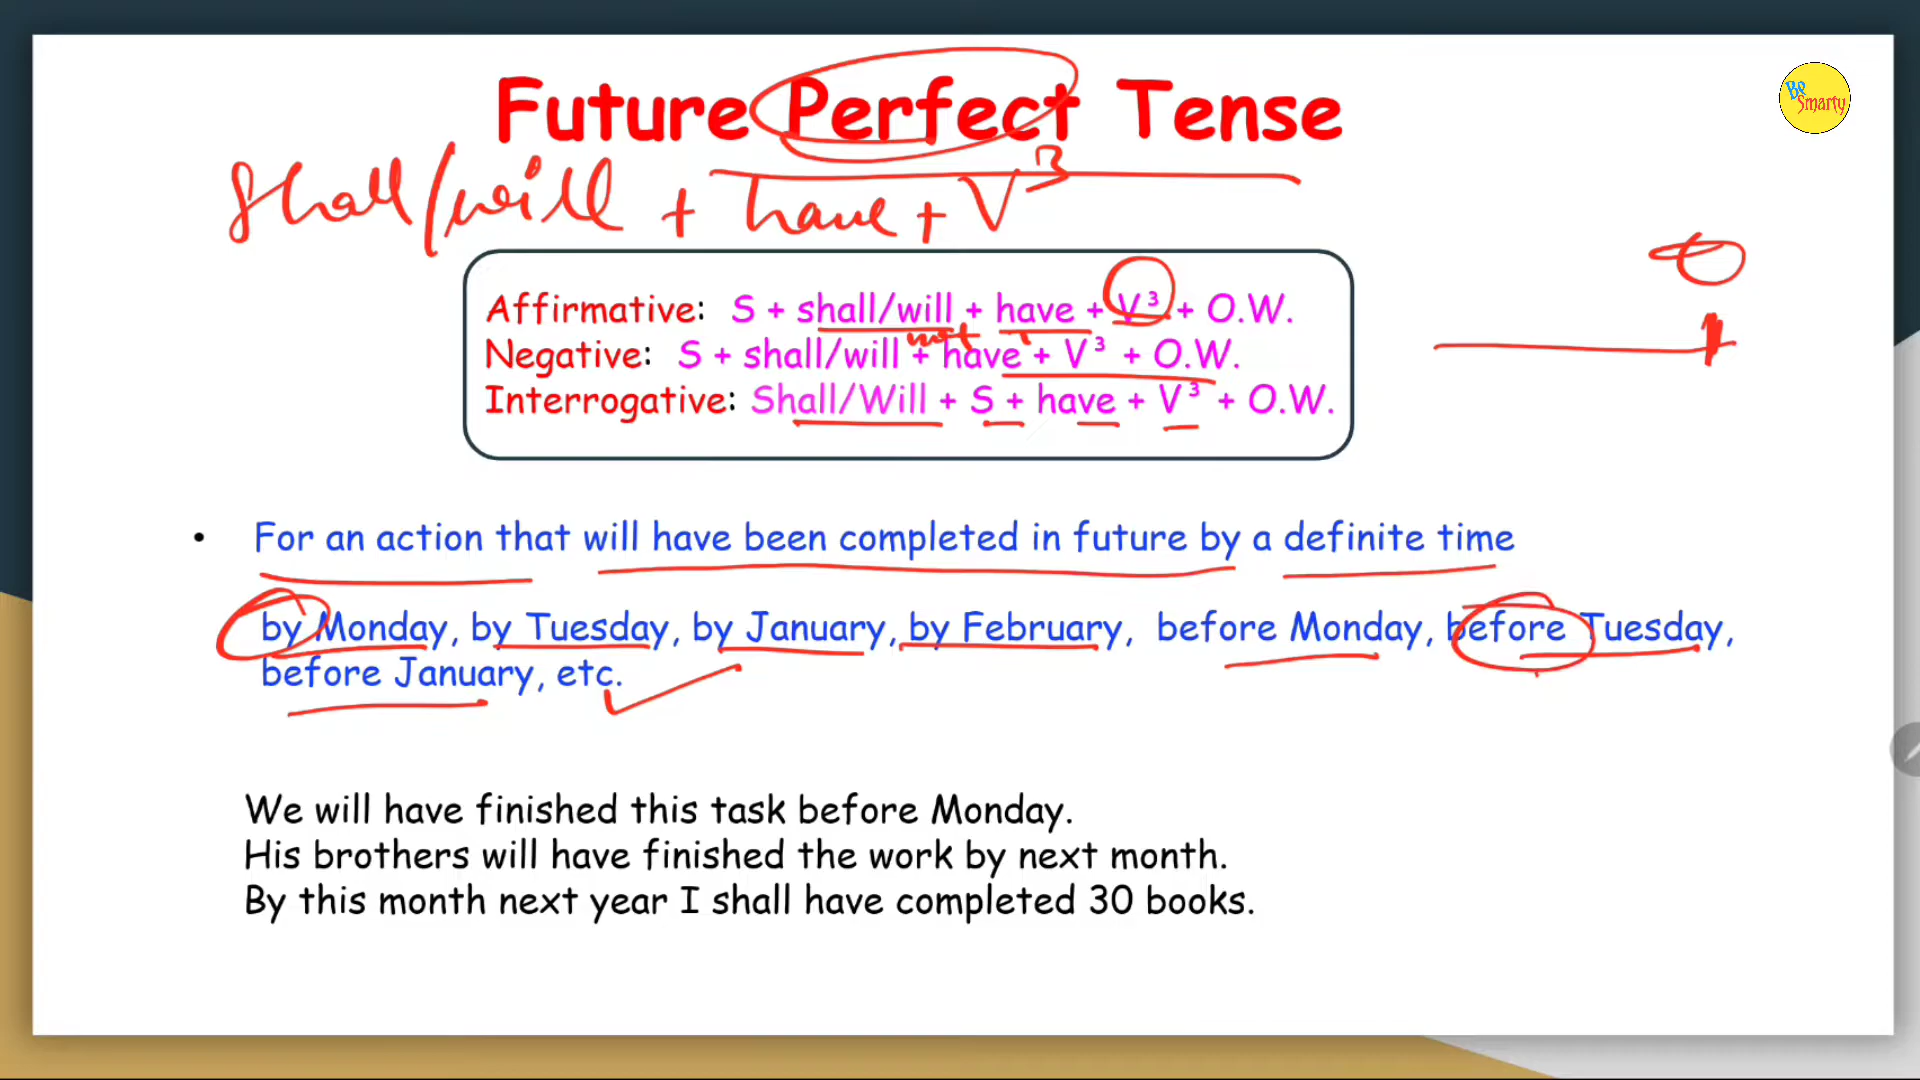 Future Perfect Tense
Be
Smarty
Shall/will + have + V³
Affirmative: S + shall/will + have + V³ + O.W.
not
Negative: S + shall/will + have + V³ + O.W.
Interrogative: Shall/Will + S + have + V³ + O.W.
• For an action that will have been completed in future by a definite time
by Monday, by Tuesday, by January, by February, before Monday, before Tuesday,
before January, etc.
We will have finished this task before Monday.
His brothers will have finished the work by next month.
By this month next year I shall have completed 30 books.